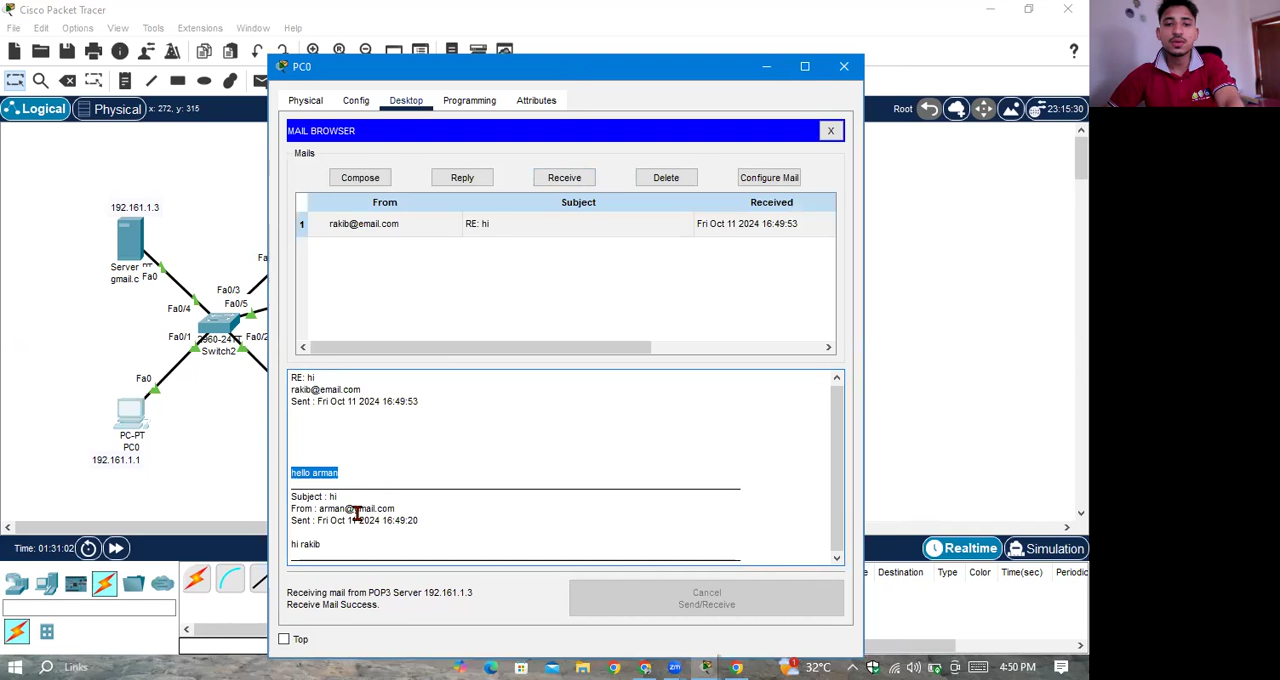 Cisco Packet Tracer
File Edit Options View Tools Extensions Window Help
?
PC0
Logical Physical x: 272, y: 315
Root 23:15:30
Physical Config Desktop Programming Attributes
MAIL BROWSER X
Mails
Compose Reply Receive Delete Configure Mail
From Subject Received
1 rakib@email.com RE: hi Fri Oct 11 2024 16:49:53
192.161.1.3
Server PT
gmail.c
Fa0
Fa
Fa0/3
Fa0/4
Fa0/5
Fa0/1
2960-24TT
Fa0/2
Switch2
Fa0
PC-PT
PC0
192.161.1.1
RE: hi
rakib@email.com
Sent : Fri Oct 11 2024 16:49:53
hello arman
Subject : hi
From : arman@email.com
Sent : Fri Oct 11 2024 16:49:20
hi rakib
Receiving mail from POP3 Server 192.161.1.3
Receive Mail Success.
Cancel
Send/Receive
Top
Time: 01:31:02
Realtime Simulation
Destination Type Color Time(sec) Periodic
Links
1
32°C
4:50 PM